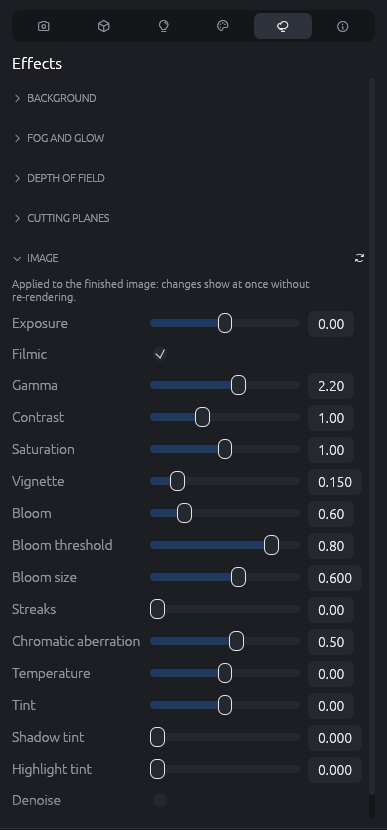 Effects
BACKGROUND
FOG AND GLOW
DEPTH OF FIELD
CUTTING PLANES
IMAGE
Applied to the finished image: changes show at once without
re-rendering.
Exposure 0.00
Filmic
Gamma 2.20
Contrast 1.00
Saturation 1.00
Vignette 0.150
Bloom 0.60
Bloom threshold 0.80
Bloom size 0.600
Streaks 0.00
Chromatic aberration 0.50
Temperature 0.00
Tint 0.00
Shadow tint 0.000
Highlight tint 0.000
Denoise